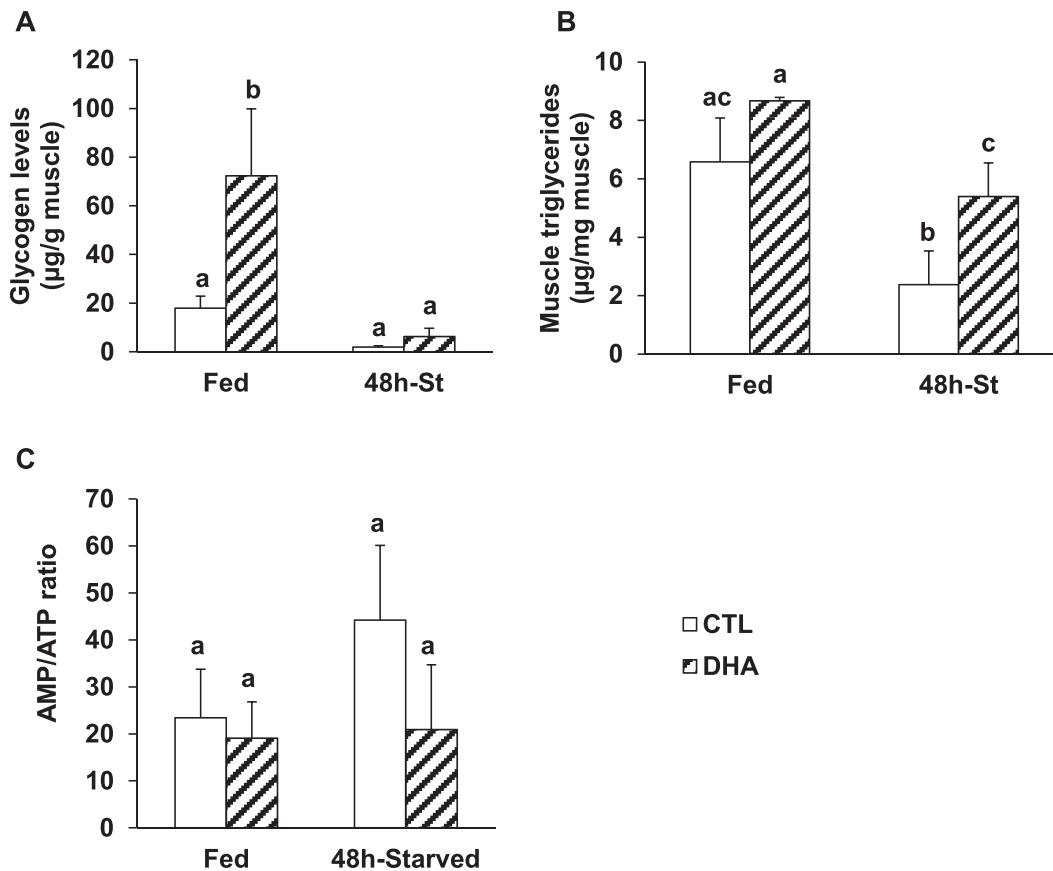 A
Glycogen levels
(µg/g muscle)
120
100
80
60
40
20
0
a
b
a
a
Fed
48h-St
B
Muscle triglycerides
(µg/mg muscle)
10
8
6
4
2
0
ac
a
b
c
Fed
48h-St
C
AMP/ATP ratio
70
60
50
40
30
20
10
0
a
a
a
a
Fed
48h-Starved
CTL
DHA